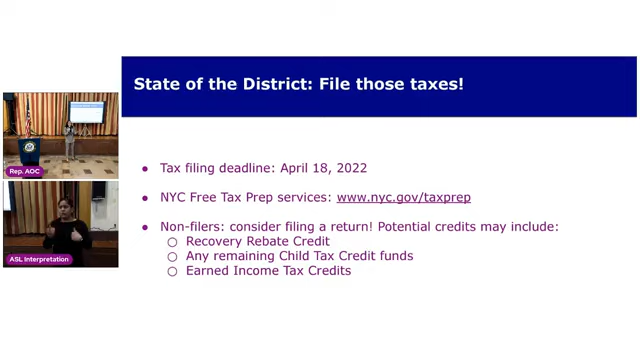 State of the District: File those taxes!
Rep. AOC
ASL Interpretation
● Tax filing deadline: April 18, 2022
● NYC Free Tax Prep services: www.nyc.gov/taxprep
● Non-filers: consider filing a return! Potential credits may include:
○ Recovery Rebate Credit
○ Any remaining Child Tax Credit funds
○ Earned Income Tax Credits